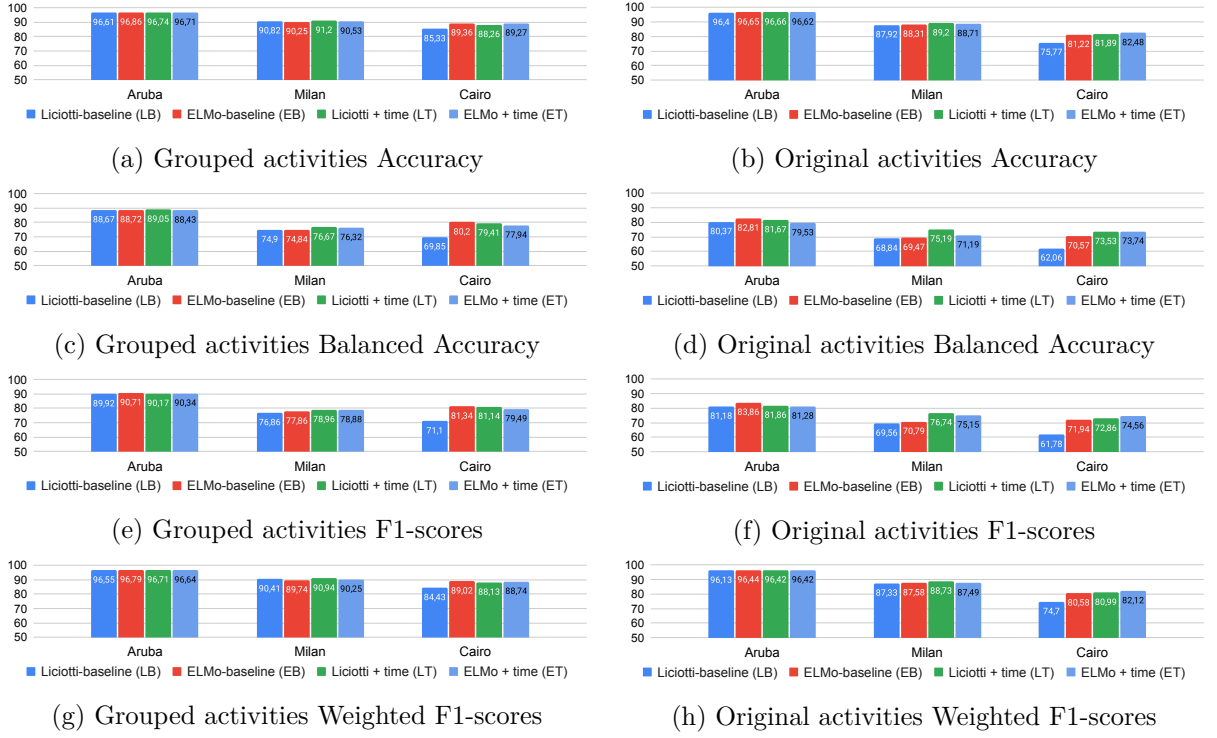 100
90
80
70
60
50
96,61 96,86 96,74 96,71
90,82 90,25 91,2 90,53
85,33 89,36 88,26 89,27
Aruba Milan Cairo
Liciotti-baseline (LB) ELMo-baseline (EB) Liciotti + time (LT) ELMo + time (ET)
(a) Grouped activities Accuracy
100
90
80
70
60
50
96,4 96,65 96,66 96,62
87,92 88,31 89,2 88,71
75,77 81,22 81,89 82,48
Aruba Milan Cairo
Liciotti-baseline (LB) ELMo-baseline (EB) Liciotti + time (LT) ELMo + time (ET)
(b) Original activities Accuracy
100
90
80
70
60
50
88,67 88,72 89,05 88,43
74,9 74,84 76,67 76,32
69,85 80,2 79,41 77,94
Aruba Milan Cairo
Liciotti-baseline (LB) ELMo-baseline (EB) Liciotti + time (LT) ELMo + time (ET)
(c) Grouped activities Balanced Accuracy
100
90
80
70
60
50
80,37 82,81 81,67 79,53
68,84 69,47 75,19 71,19
62,06 70,57 73,53 73,74
Aruba Milan Cairo
Liciotti-baseline (LB) ELMo-baseline (EB) Liciotti + time (LT) ELMo + time (ET)
(d) Original activities Balanced Accuracy
100
90
80
70
60
50
89,92 90,71 90,17 90,34
76,86 77,86 78,96 78,88
71,1 81,34 81,14 79,49
Aruba Milan Cairo
Liciotti-baseline (LB) ELMo-baseline (EB) Liciotti + time (LT) ELMo + time (ET)
(e) Grouped activities F1-scores
100
90
80
70
60
50
81,18 83,86 81,86 81,28
69,56 70,79 76,74 75,15
61,78 71,94 72,86 74,56
Aruba Milan Cairo
Liciotti-baseline (LB) ELMo-baseline (EB) Liciotti + time (LT) ELMo + time (ET)
(f) Original activities F1-scores
100
90
80
70
60
50
96,55 96,79 96,71 96,64
90,41 89,74 90,94 90,25
84,43 89,02 88,13 88,74
Aruba Milan Cairo
Liciotti-baseline (LB) ELMo-baseline (EB) Liciotti + time (LT) ELMo + time (ET)
(g) Grouped activities Weighted F1-scores
100
90
80
70
60
50
96,13 96,44 96,42 96,42
87,33 87,58 88,73 87,49
74,7 80,58 80,99 82,12
Aruba Milan Cairo
Liciotti-baseline (LB) ELMo-baseline (EB) Liciotti + time (LT) ELMo + time (ET)
(h) Original activities Weighted F1-scores